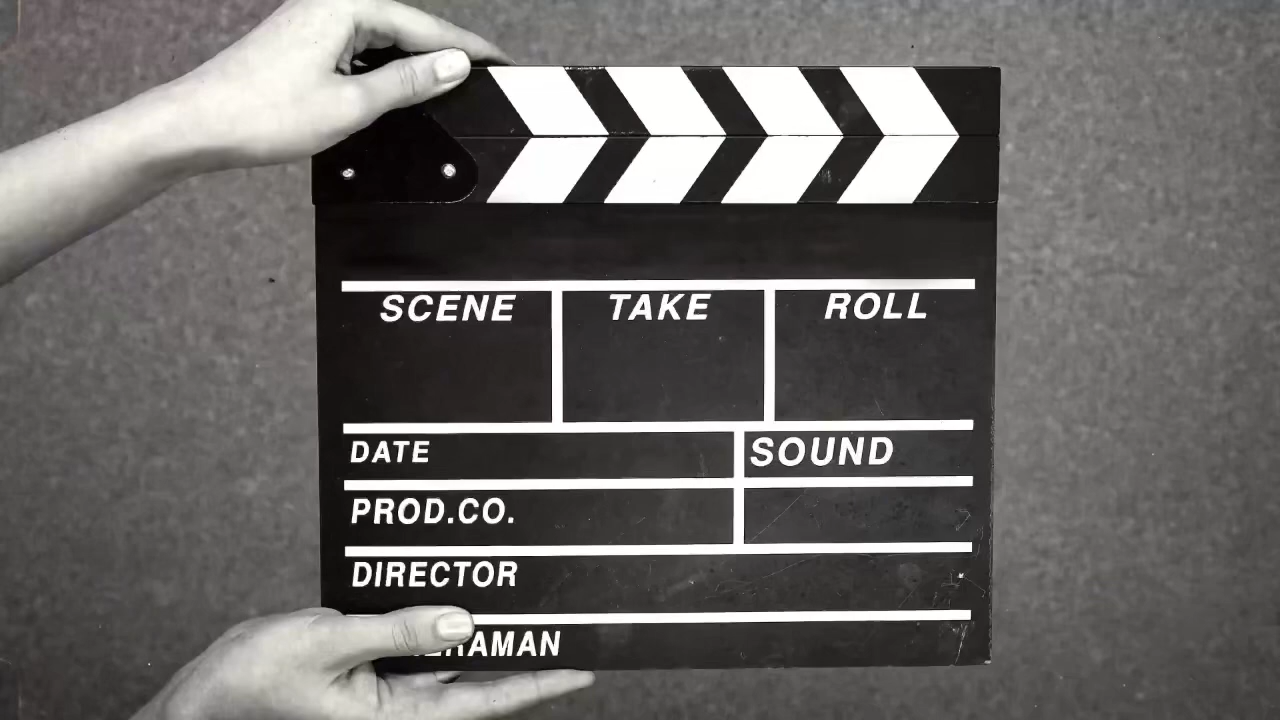 SCENE TAKE ROLL
DATE SOUND
PROD.CO.
DIRECTOR